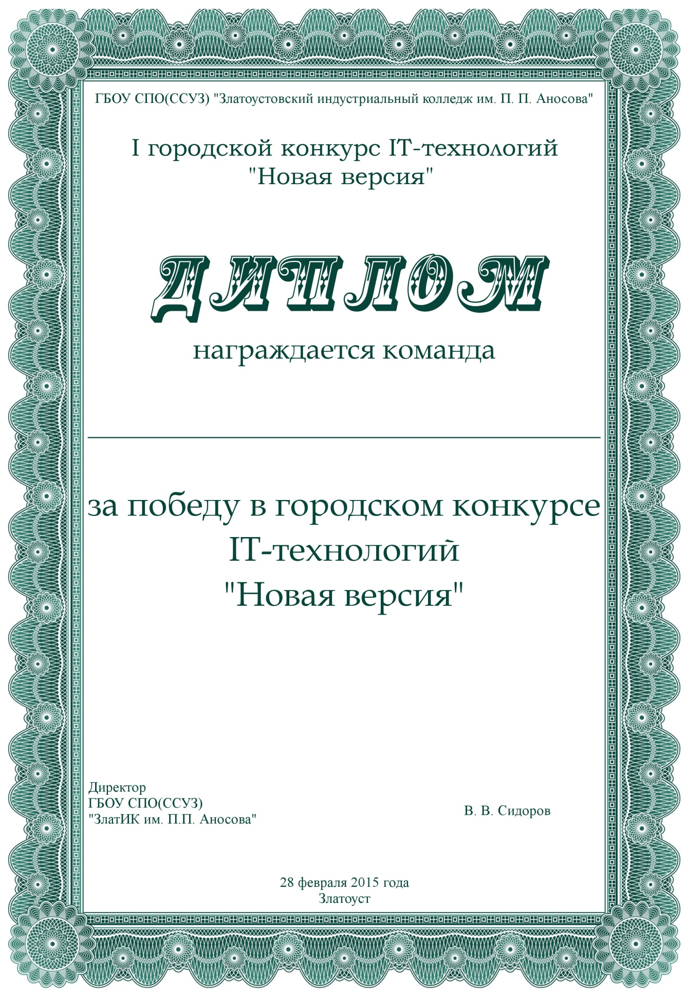 ГБОУ СПО(ССУЗ) "Златоустовский индустриальный колледж им. П. П. Аносова"
I городской конкурс IT-технологий
"Новая версия"
ДИПЛОМ
награждается команда
за победу в городском конкурсе
IT-технологий
"Новая версия"
Директор
ГБОУ СПО(ССУЗ)
"ЗлатИК им. П.П. Аносова"
В. В. Сидоров
28 февраля 2015 года
Златоуст